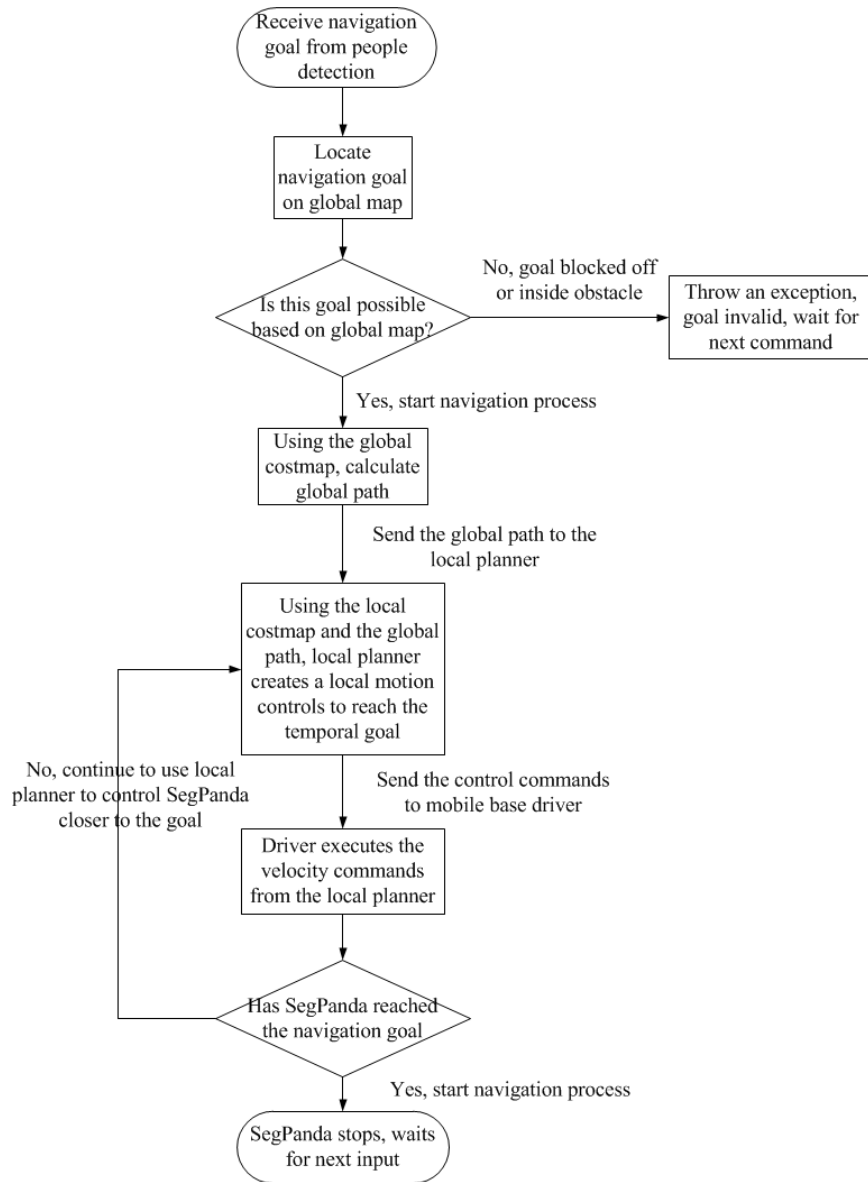 Receive navigation
goal from people
detection
Locate
navigation goal
on global map
No, goal blocked off
or inside obstacle
Is this goal possible
based on global map?
Throw an exception,
goal invalid, wait for
next command
Yes, start navigation process
Using the global
costmap, calculate
global path
Send the global path to the
local planner
Using the local
costmap and the global
path, local planner
creates a local motion
controls to reach the
temporal goal
No, continue to use local
planner to control SegPanda
closer to the goal
Send the control commands
to mobile base driver
Driver executes the
velocity commands
from the local planner
Has SegPanda reached
the navigation goal
Yes, start navigation process
SegPanda stops, waits
for next input